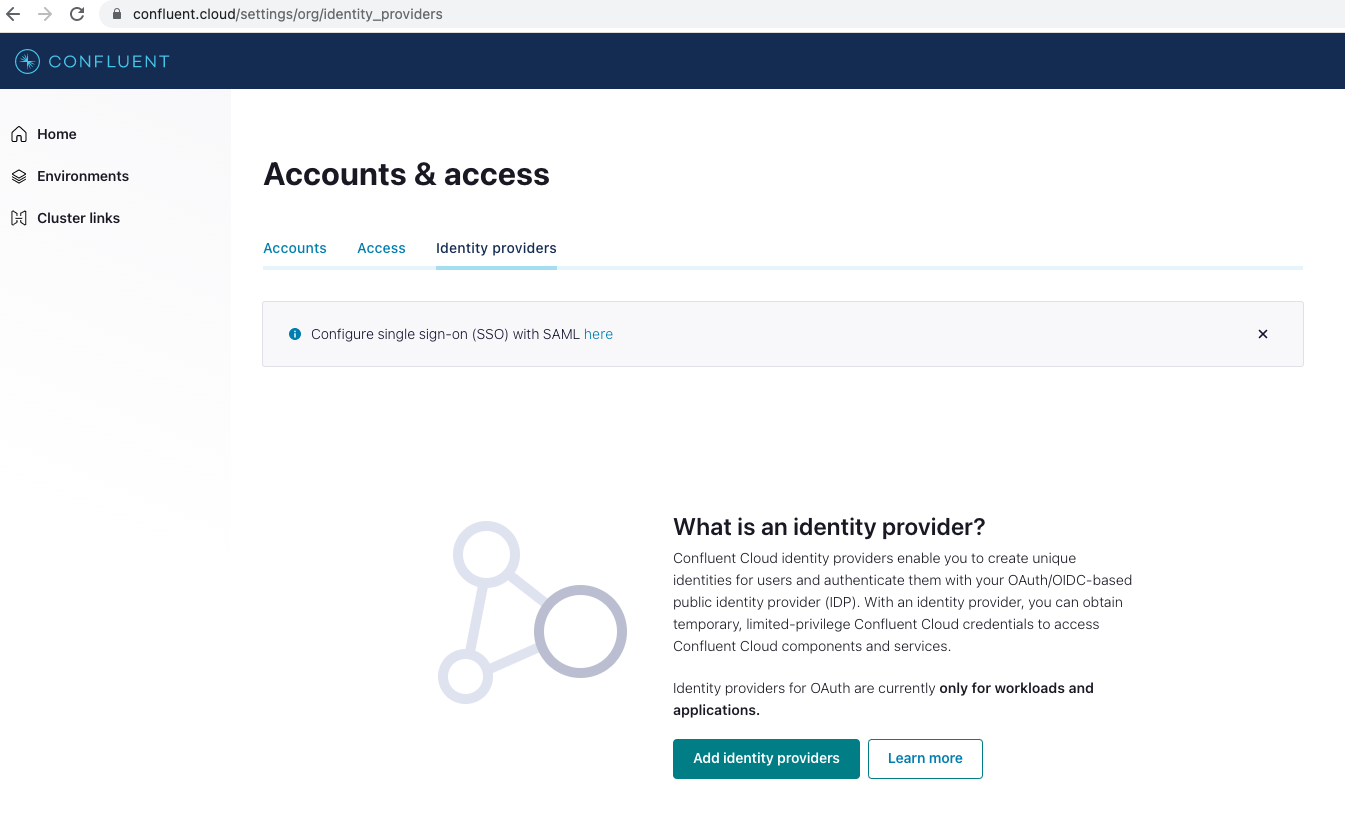 confluent.cloud/settings/org/identity_providers
CONFLUENT
Home
Environments
Cluster links
Accounts & access
Accounts Access Identity providers
Configure single sign-on (SSO) with SAML here
What is an identity provider?
Confluent Cloud identity providers enable you to create unique
identities for users and authenticate them with your OAuth/OIDC-based
public identity provider (IDP). With an identity provider, you can obtain
temporary, limited-privilege Confluent Cloud credentials to access
Confluent Cloud components and services.
Identity providers for OAuth are currently only for workloads and
applications.
Add identity providers Learn more